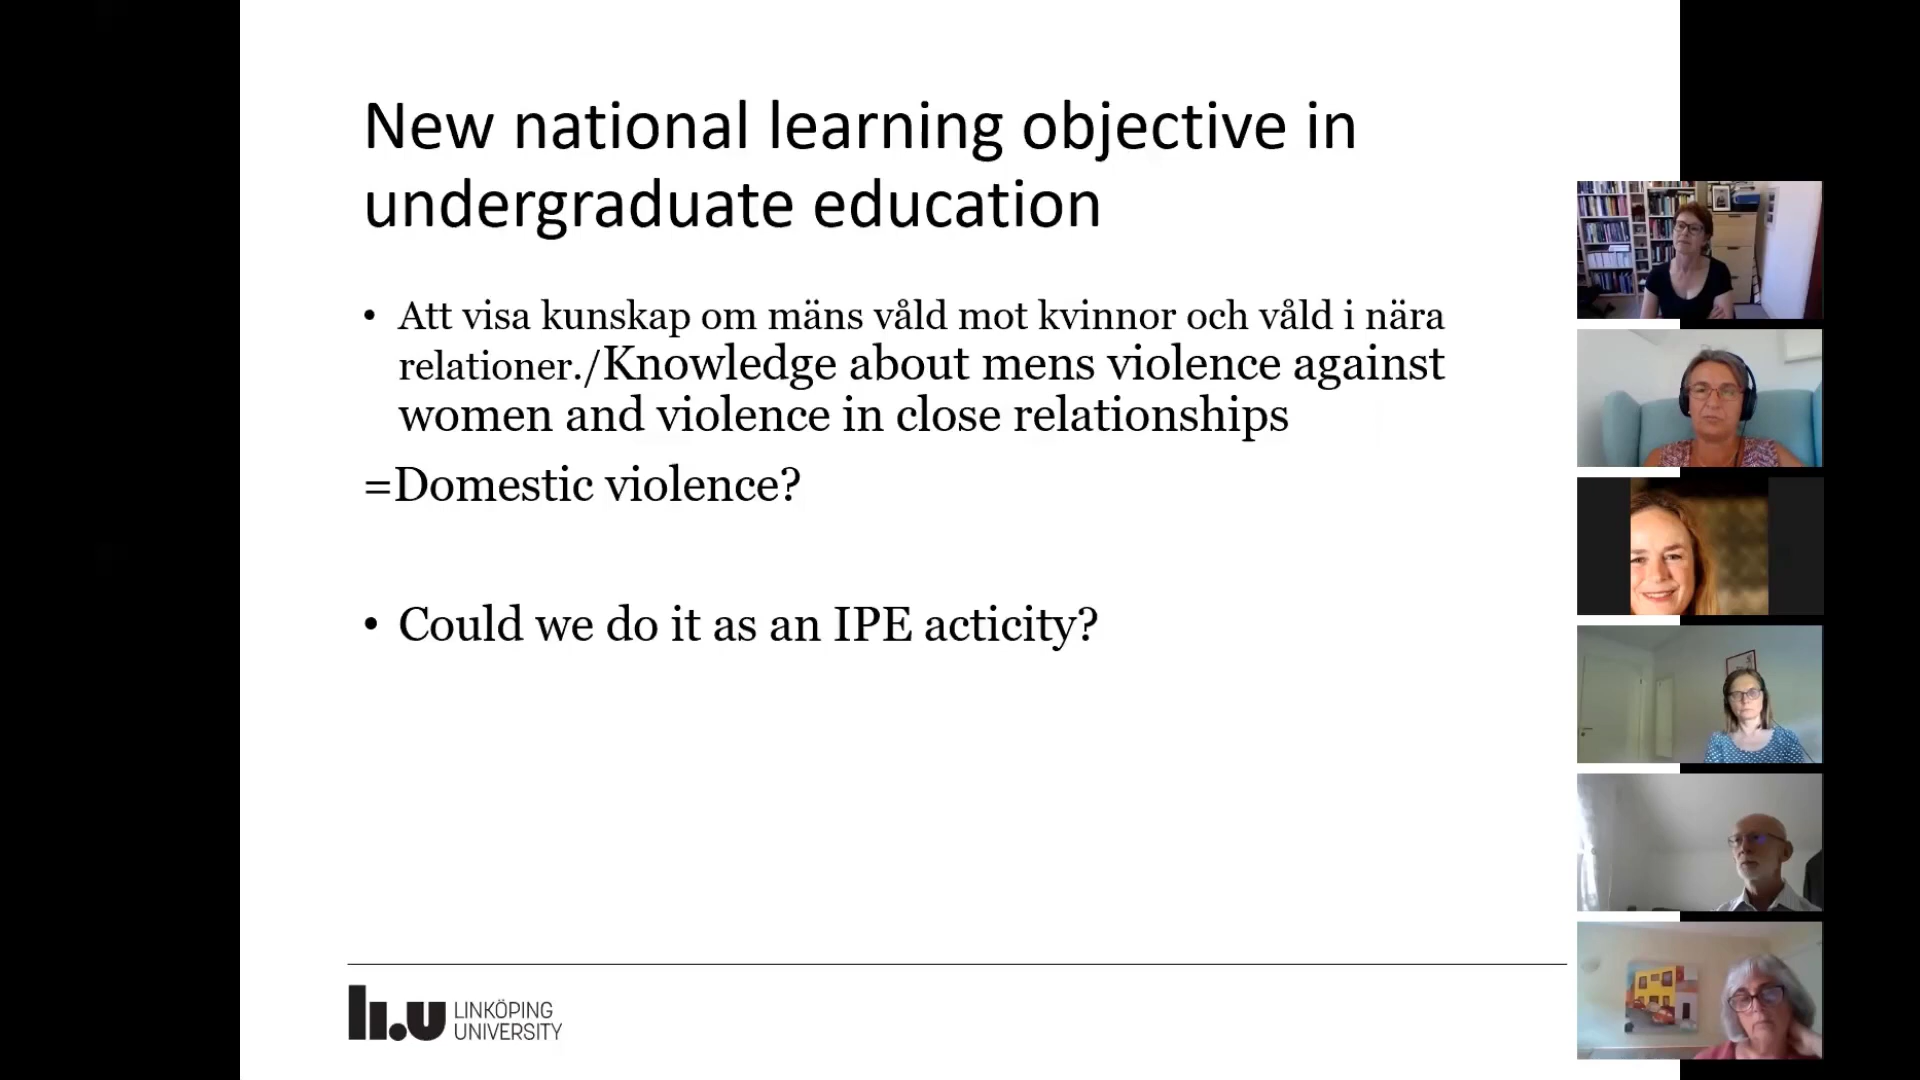 New national learning objective in
undergraduate education
• Att visa kunskap om mäns våld mot kvinnor och våld i nära
relationer./Knowledge about mens violence against
women and violence in close relationships
=Domestic violence?
• Could we do it as an IPE acticity?
li.u LINKÖPING
UNIVERSITY